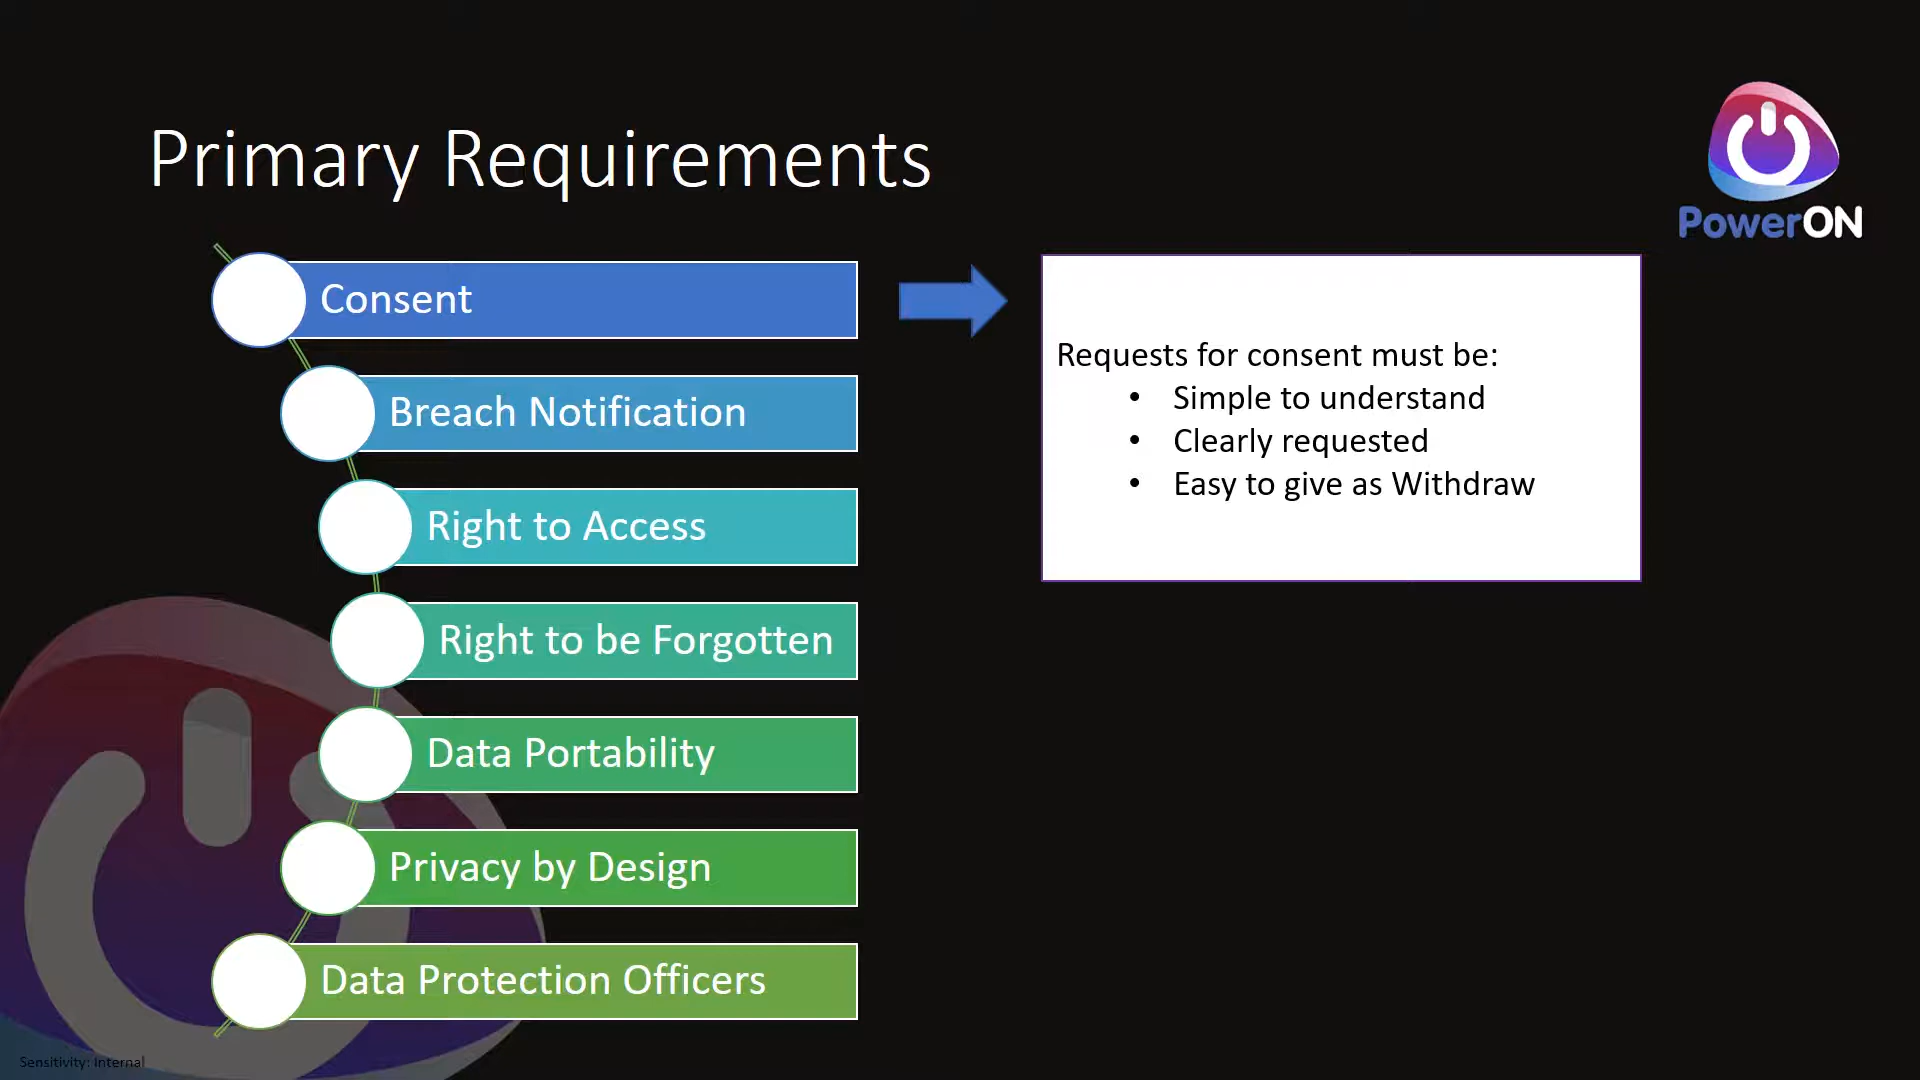 Primary Requirements
PowerON
Consent
Breach Notification
Right to Access
Right to be Forgotten
Data Portability
Privacy by Design
Data Protection Officers
Requests for consent must be:
• Simple to understand
• Clearly requested
• Easy to give as Withdraw
Sensitivity: Internal